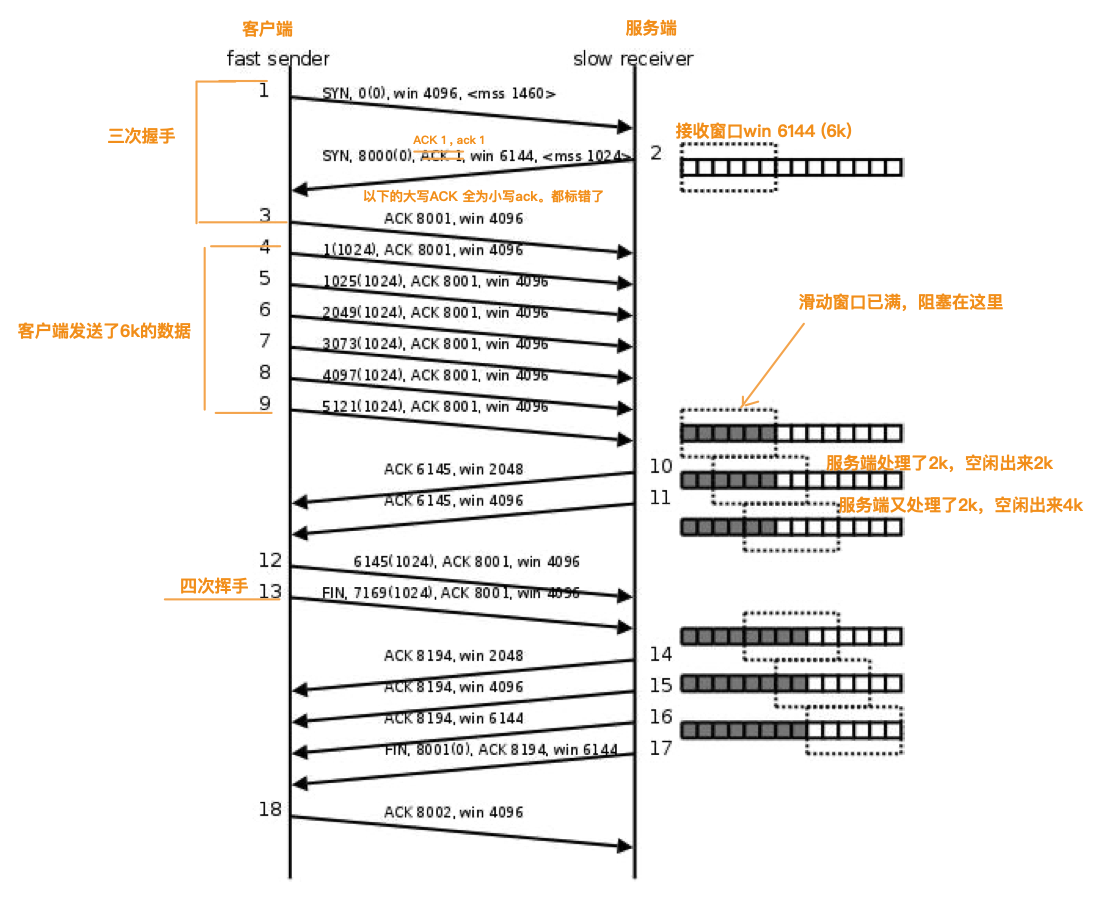 客户端
服务端
fast sender
slow receiver
1
SYN, 0(0), win 4096, <mss 1460>
三次握手
接收窗口win 6144 (6k)
ACK 1 , ack 1
SYN, 8000(0), ACK 1, win 6144, <mss 1024>
2
以下的大写ACK 全为小写ack。都标错了
3
ACK 8001, win 4096
4
1(1024), ACK 8001, win 4096
5
1025(1024), ACK 8001, win 4096
6
2049(1024), ACK 8001, win 4096
滑动窗口已满，阻塞在这里
客户端发送了6k的数据
7
3073(1024), ACK 8001, win 4096
8
4097(1024), ACK 8001, win 4096
9
5121(1024), ACK 8001, win 4096
ACK 6145, win 2048
10
服务端处理了2k，空闲出来2k
ACK 6145, win 4096
11
服务端又处理了2k，空闲出来4k
12
6145(1024), ACK 8001, win 4096
四次挥手
13
FIN, 7169(1024), ACK 8001, win 4096
ACK 8194, win 2048
14
ACK 8194, win 4096
15
ACK 8194, win 6144
16
FIN, 8001(0), ACK 8194, win 6144
17
18
ACK 8002, win 4096